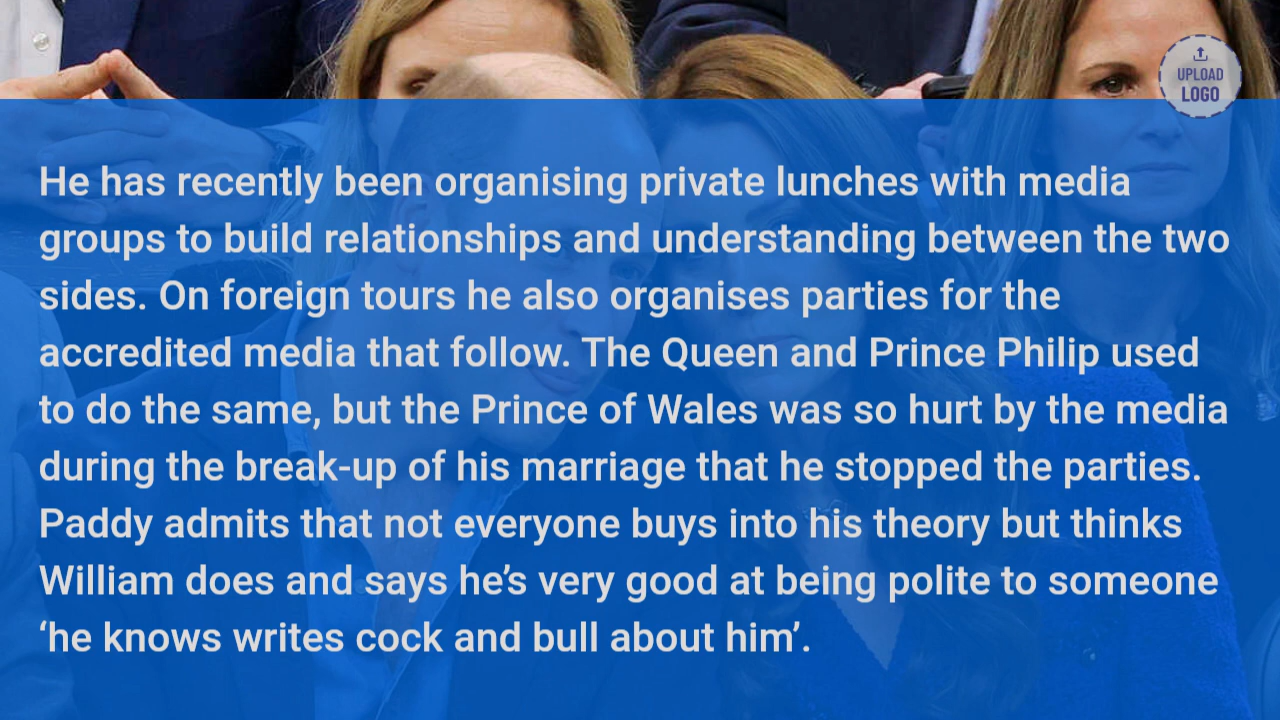 UPLOAD
LOGO
He has recently been organising private lunches with media
groups to build relationships and understanding between the two
sides. On foreign tours he also organises parties for the
accredited media that follow. The Queen and Prince Philip used
to do the same, but the Prince of Wales was so hurt by the media
during the break-up of his marriage that he stopped the parties.
Paddy admits that not everyone buys into his theory but thinks
William does and says he’s very good at being polite to someone
‘he knows writes cock and bull about him’.